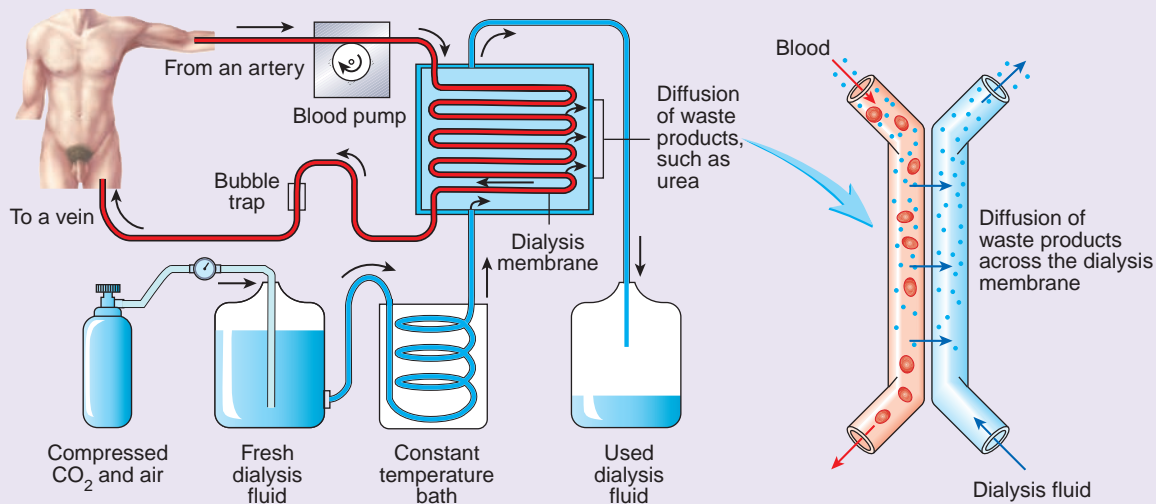 From an artery
Blood pump
Bubble
trap
To a vein
Diffusion
of waste
products,
such as
urea
Dialysis
membrane
Compressed
CO2 and air
Fresh
dialysis
fluid
Constant
temperature
bath
Used
dialysis
fluid
Blood
Diffusion of
waste products
across the dialysis
membrane
Dialysis fluid